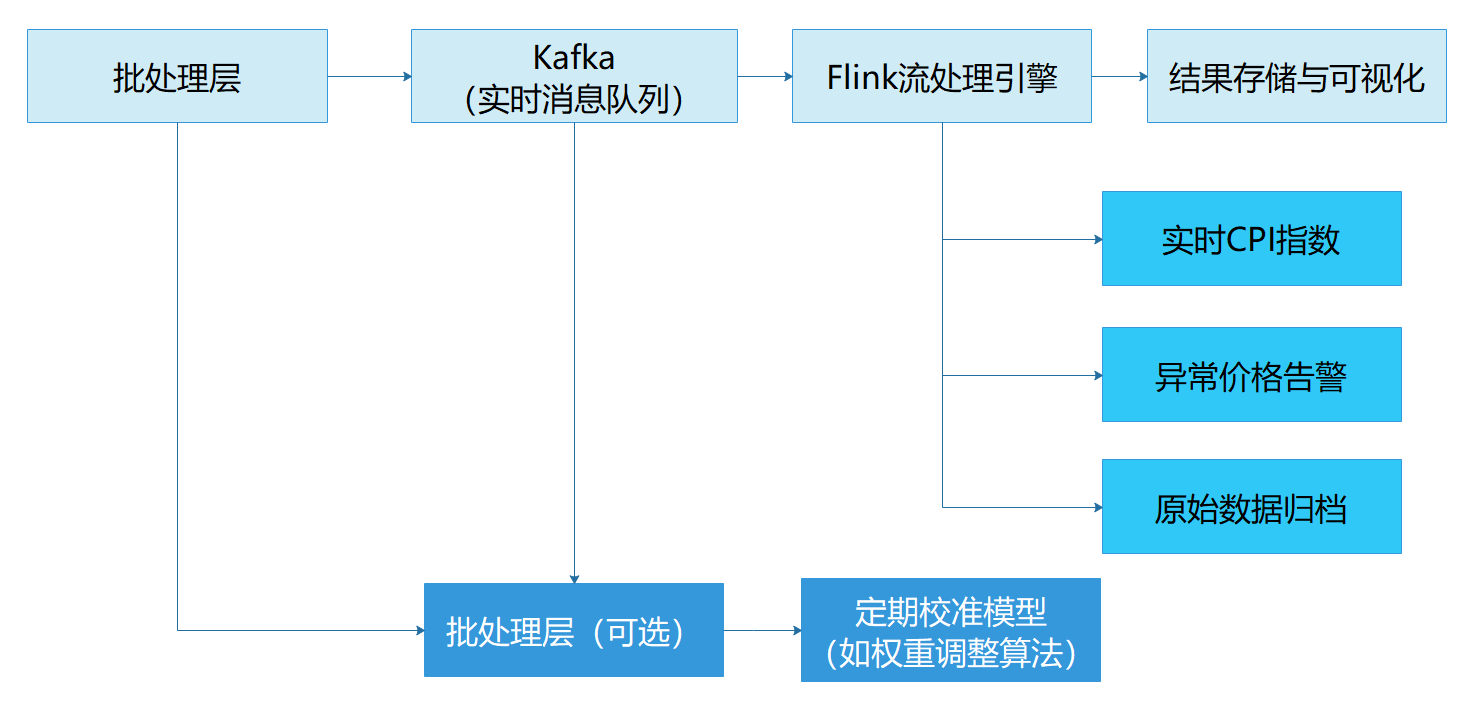 批处理层
Kafka
（实时消息队列）
Flink流处理引擎
结果存储与可视化
实时CPI指数
异常价格告警
原始数据归档
批处理层（可选）
定期校准模型
（如权重调整算法）